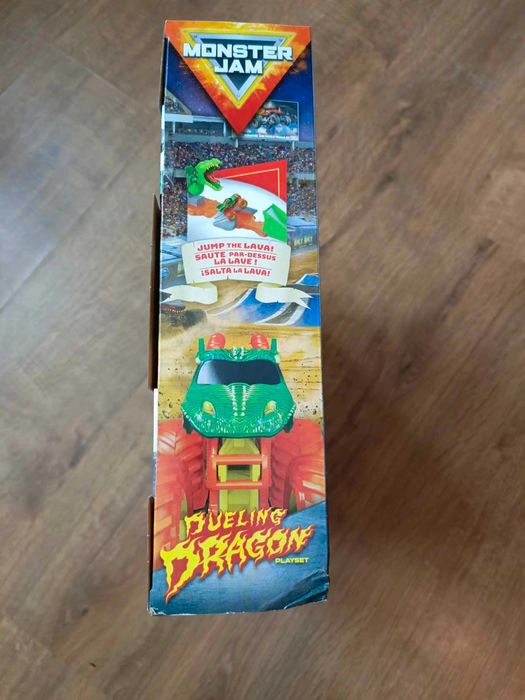 MONSTER
JAM
JUMP THE LAVA!
SAUTE PAR-DESSUS
LA LAVE !
¡SALTA LA LAVA!
DUELING
DRAGON
PLAYSET